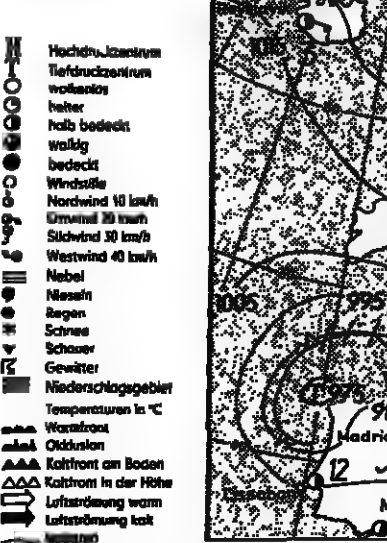 Hochdruckzentrum
Tiefdruckzentrum
wolkenlos
heiter
halb bedeckt
wolkig
bedeckt
Windstille
Nordwind 10 km/h
Ostwind 20 km/h
Südwind 30 km/h
Westwind 40 km/h
Nebel
Nieseln
Regen
Schnee
Schauer
Gewitter
Niederschlagsgebiet
Temperaturen in °C
Warmfront
Okklusion
Kaltfront am Boden
Kaltfront in der Höhe
Luftströmung warm
Luftströmung kalt
1015
1005
995
T 975
Madrid
12
Lissabon